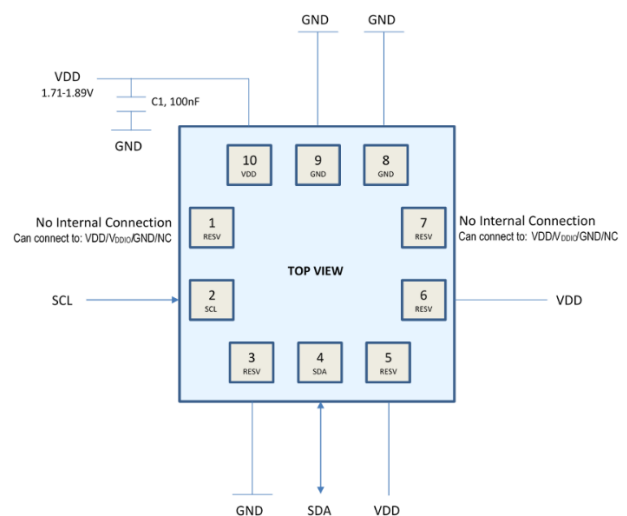 GND
GND
VDD
1.71-1.89V
C1, 100nF
GND
10
VDD
9
GND
8
GND
No Internal Connection
Can connect to: VDD/VDDIO/GND/NC
1
RESV
7
RESV
No Internal Connection
Can connect to: VDD/VDDIO/GND/NC
TOP VIEW
SCL
2
SCL
6
RESV
VDD
3
RESV
4
SDA
5
RESV
GND
SDA
VDD